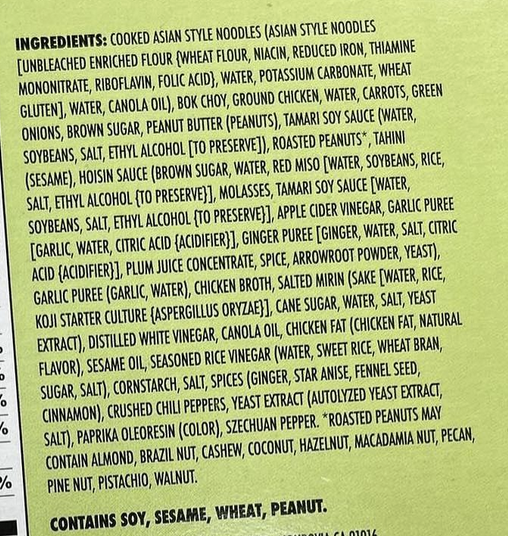 INGREDIENTS: COOKED ASIAN STYLE NOODLES (ASIAN STYLE NOODLES
[UNBLEACHED ENRICHED FLOUR {WHEAT FLOUR, NIACIN, REDUCED IRON, THIAMINE
MONONITRATE, RIBOFLAVIN, FOLIC ACID}, WATER, POTASSIUM CARBONATE, WHEAT
GLUTEN], WATER, CANOLA OIL), BOK CHOY, GROUND CHICKEN, WATER, CARROTS, GREEN
ONIONS, BROWN SUGAR, PEANUT BUTTER (PEANUTS), TAMARI SOY SAUCE (WATER,
SOYBEANS, SALT, ETHYL ALCOHOL [TO PRESERVE]), ROASTED PEANUTS*, TAHINI
(SESAME), HOISIN SAUCE (BROWN SUGAR, WATER, RED MISO [WATER, SOYBEANS, RICE,
SALT, ETHYL ALCOHOL {TO PRESERVE}], MOLASSES, TAMARI SOY SAUCE [WATER,
SOYBEANS, SALT, ETHYL ALCOHOL {TO PRESERVE}], APPLE CIDER VINEGAR, GARLIC PUREE
[GARLIC, WATER, CITRIC ACID {ACIDIFIER}], GINGER PUREE [GINGER, WATER, SALT, CITRIC
ACID {ACIDIFIER}], PLUM JUICE CONCENTRATE, SPICE, ARROWROOT POWDER, YEAST),
GARLIC PUREE (GARLIC, WATER), CHICKEN BROTH, SALTED MIRIN (SAKE [WATER, RICE,
KOJI STARTER CULTURE {ASPERGILLUS ORYZAE}], CANE SUGAR, WATER, SALT, YEAST
EXTRACT), DISTILLED WHITE VINEGAR, CANOLA OIL, CHICKEN FAT (CHICKEN FAT, NATURAL
FLAVOR), SESAME OIL, SEASONED RICE VINEGAR (WATER, SWEET RICE, WHEAT BRAN,
SUGAR, SALT), CORNSTARCH, SALT, SPICES (GINGER, STAR ANISE, FENNEL SEED,
CINNAMON), CRUSHED CHILI PEPPERS, YEAST EXTRACT (AUTOLYZED YEAST EXTRACT,
SALT), PAPRIKA OLEORESIN (COLOR), SZECHUAN PEPPER. *ROASTED PEANUTS MAY
CONTAIN ALMOND, BRAZIL NUT, CASHEW, COCONUT, HAZELNUT, MACADAMIA NUT, PECAN,
PINE NUT, PISTACHIO, WALNUT.
CONTAINS SOY, SESAME, WHEAT, PEANUT.
CA 91016
%
%
%
%